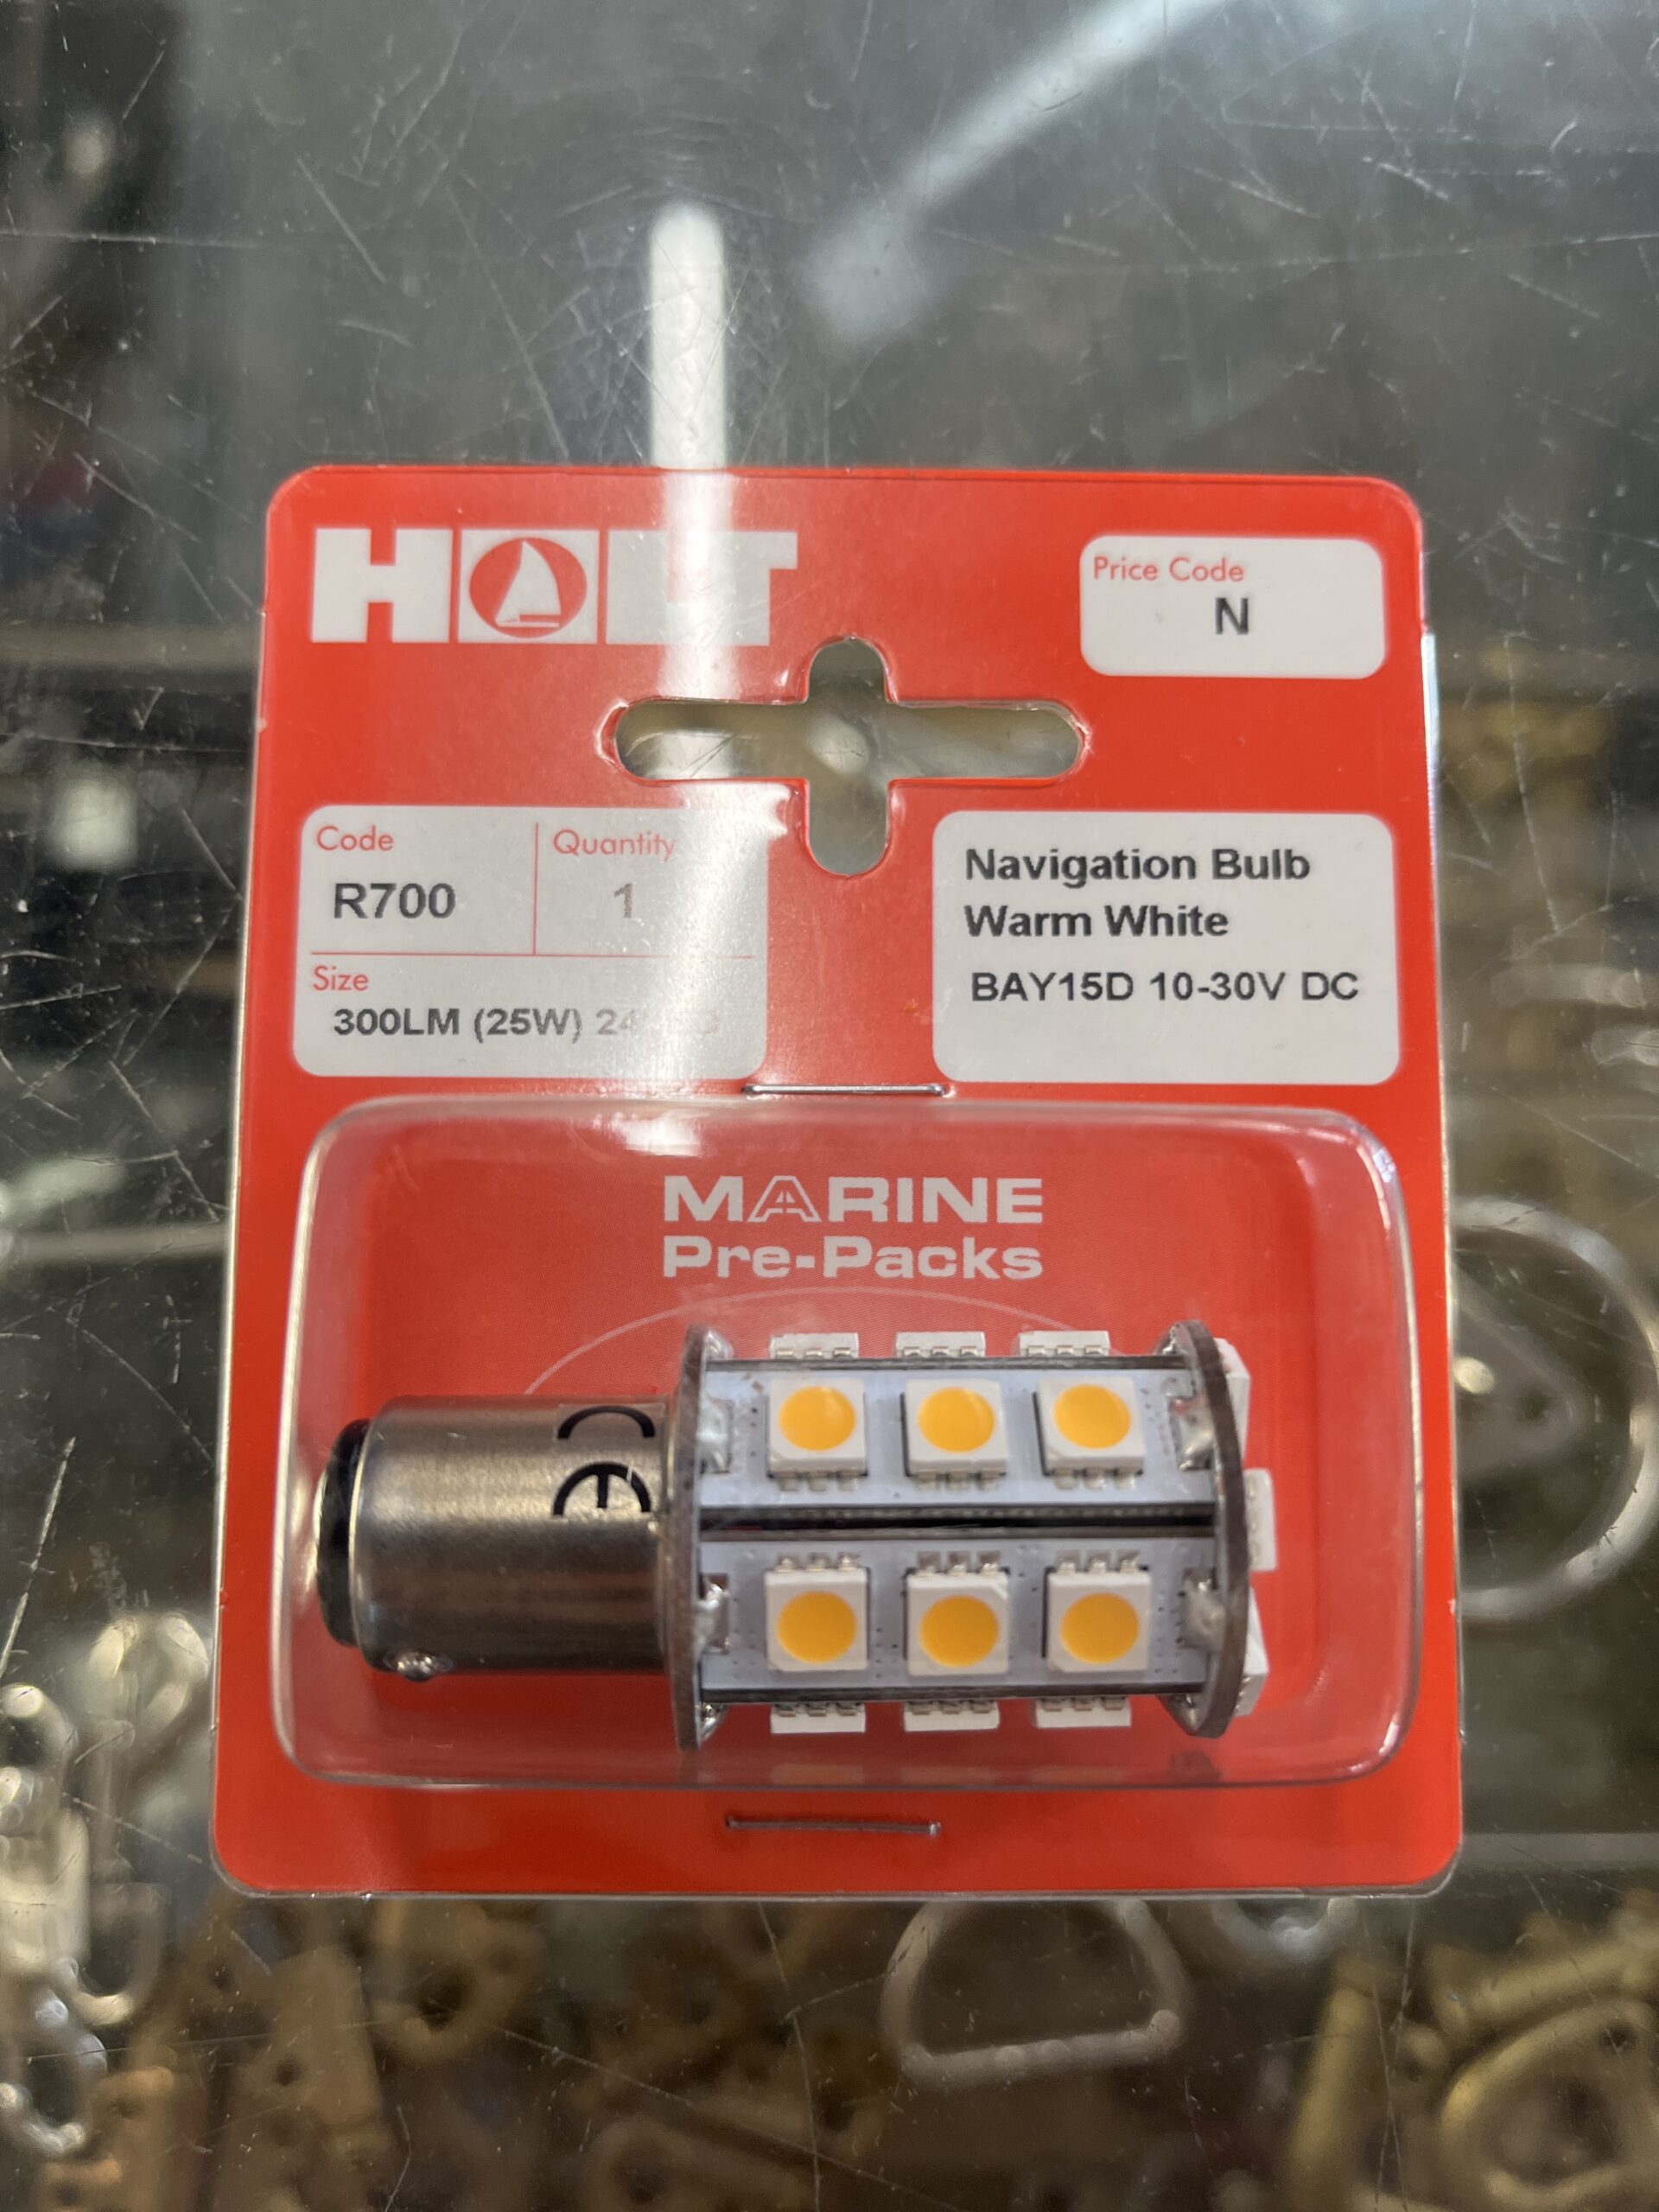 HOLT
Price Code
N
Code
R700
Quantity
1
Size
300LM (25W)
Navigation Bulb
Warm White
BAY15D 10-30V DC
MARINE
Pre-Packs
CE